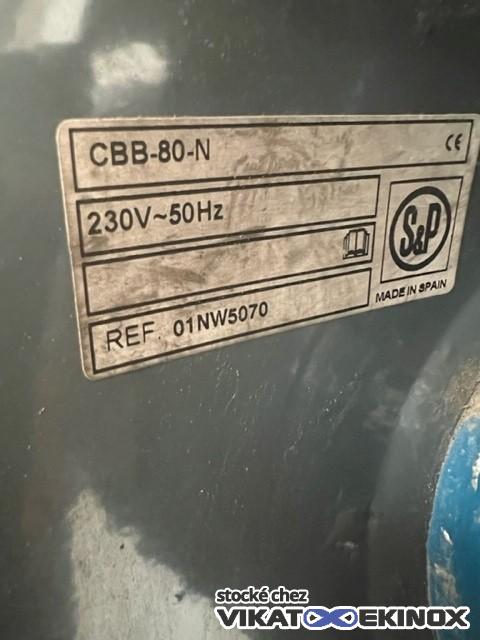 CBB-80-N
CE
230V~50Hz
S&P
MADE IN SPAIN
REF. 01NW5070
stocké chez
VIKAT EKINOX